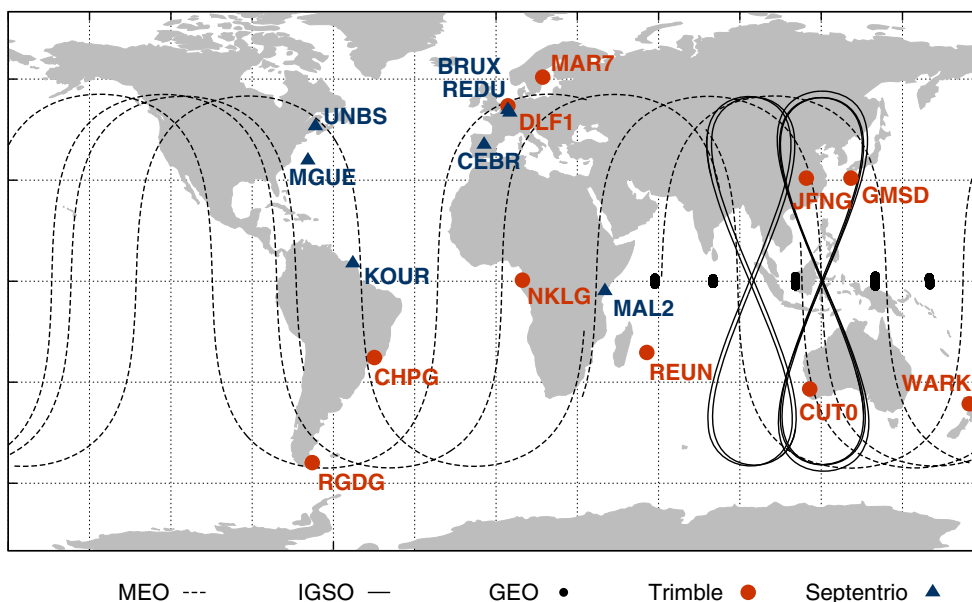 BRUX
MAR7
REDU
UNBS
DLF1
CEBR
MGUE
JFNG
GMSD
KOUR
NKLG
MAL2
REUN
CHPG
WARK
CUT0
RGDG
MEO
IGSO
GEO
Trimble
Septentrio